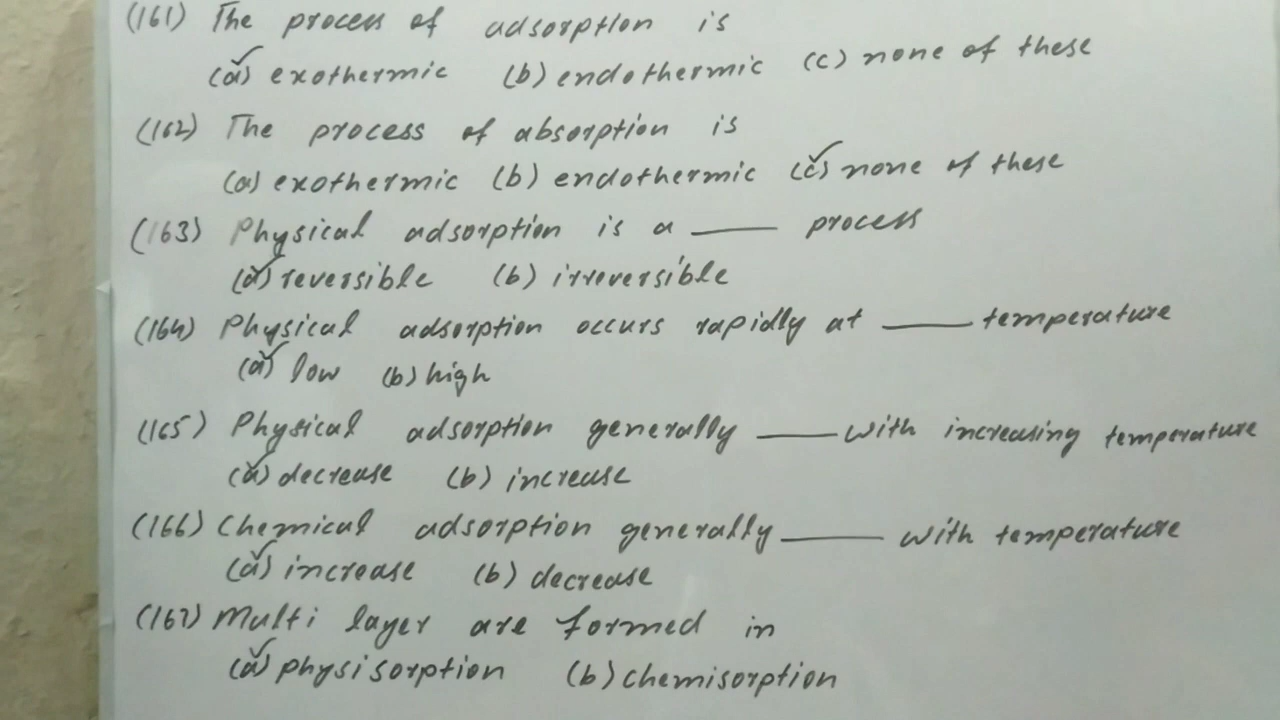 (161) The process of adsorption is
(a) exothermic (b) endothermic (c) none of these
(162) The process of absorption is
(a) exothermic (b) endothermic (c) none of these
(163) Physical adsorption is a ____ process
(a) reversible (b) irreversible
(164) Physical adsorption occurs rapidly at ____ temperature
(a) low (b) high
(165) Physical adsorption generally ____ with increasing temperature
(a) decrease (b) increase
(166) Chemical adsorption generally ____ with temperature
(a) increase (b) decrease
(167) Multi layer are formed in
(a) physisorption (b) chemisorption